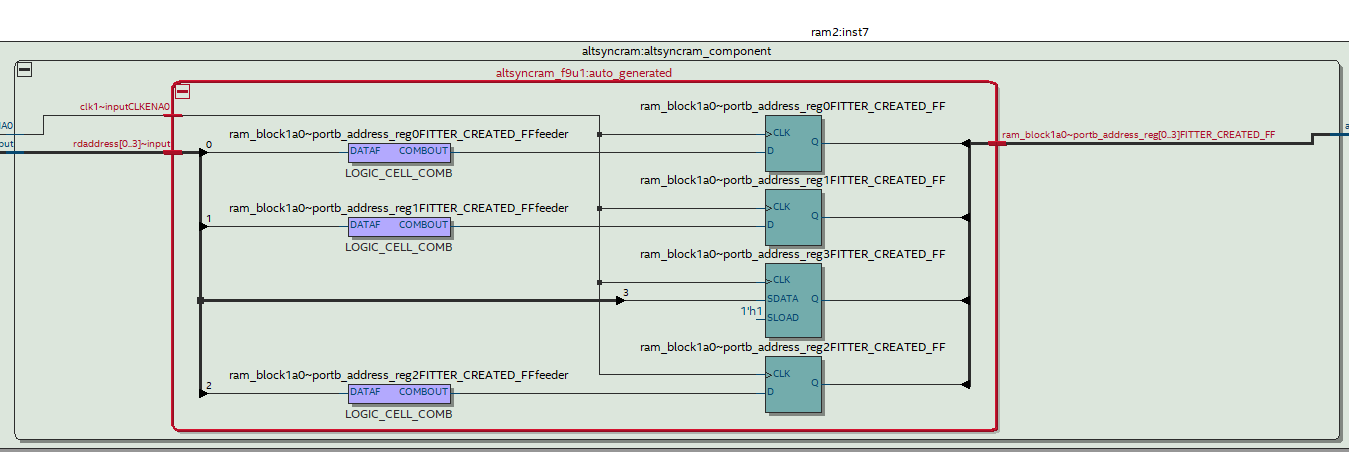 ram2:inst7
altsyncram:altsyncram_component
altsyncram_f9u1:auto_generated
clk1~inputCLKENA0
ram_block1a0~portb_address_reg0FITTER_CREATED_FF
A0
ram_block1a0~portb_address_reg0FITTER_CREATED_FFfeeder
CLK
ram_block1a0~portb_address_reg[0..3]FITTER_CREATED_FF
a
out
rdaddress[0..3]~input
0
DATAF COMBOUT
D
Q
LOGIC_CELL_COMB
ram_block1a0~portb_address_reg1FITTER_CREATED_FF
ram_block1a0~portb_address_reg1FITTER_CREATED_FFfeeder
CLK
1
DATAF COMBOUT
D
Q
LOGIC_CELL_COMB
ram_block1a0~portb_address_reg3FITTER_CREATED_FF
CLK
3
SDATA
Q
1'h1
SLOAD
ram_block1a0~portb_address_reg2FITTER_CREATED_FF
ram_block1a0~portb_address_reg2FITTER_CREATED_FFfeeder
CLK
2
DATAF COMBOUT
D
Q
LOGIC_CELL_COMB